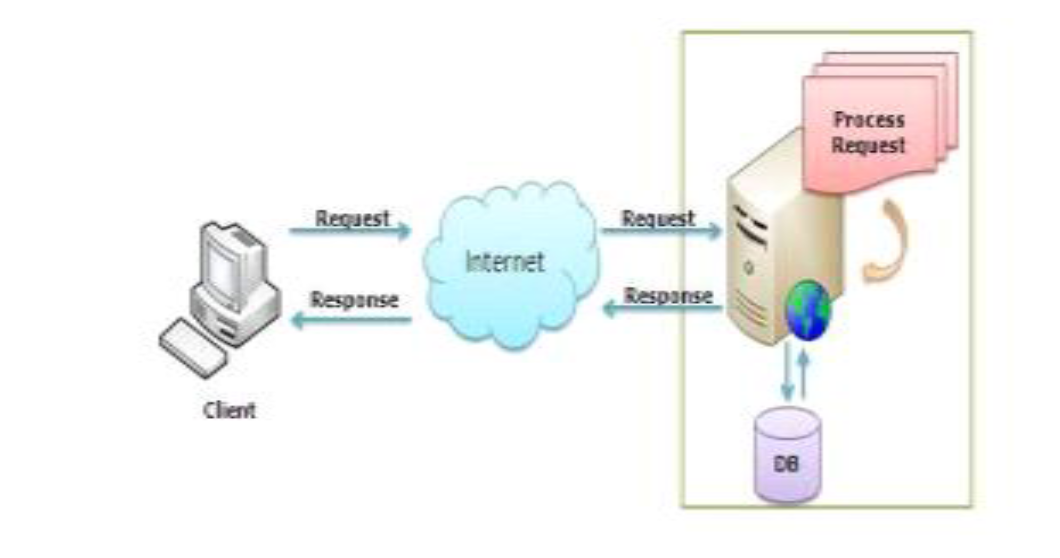 Process
Request
Request
Request
Internet
Response
Response
Client
DB